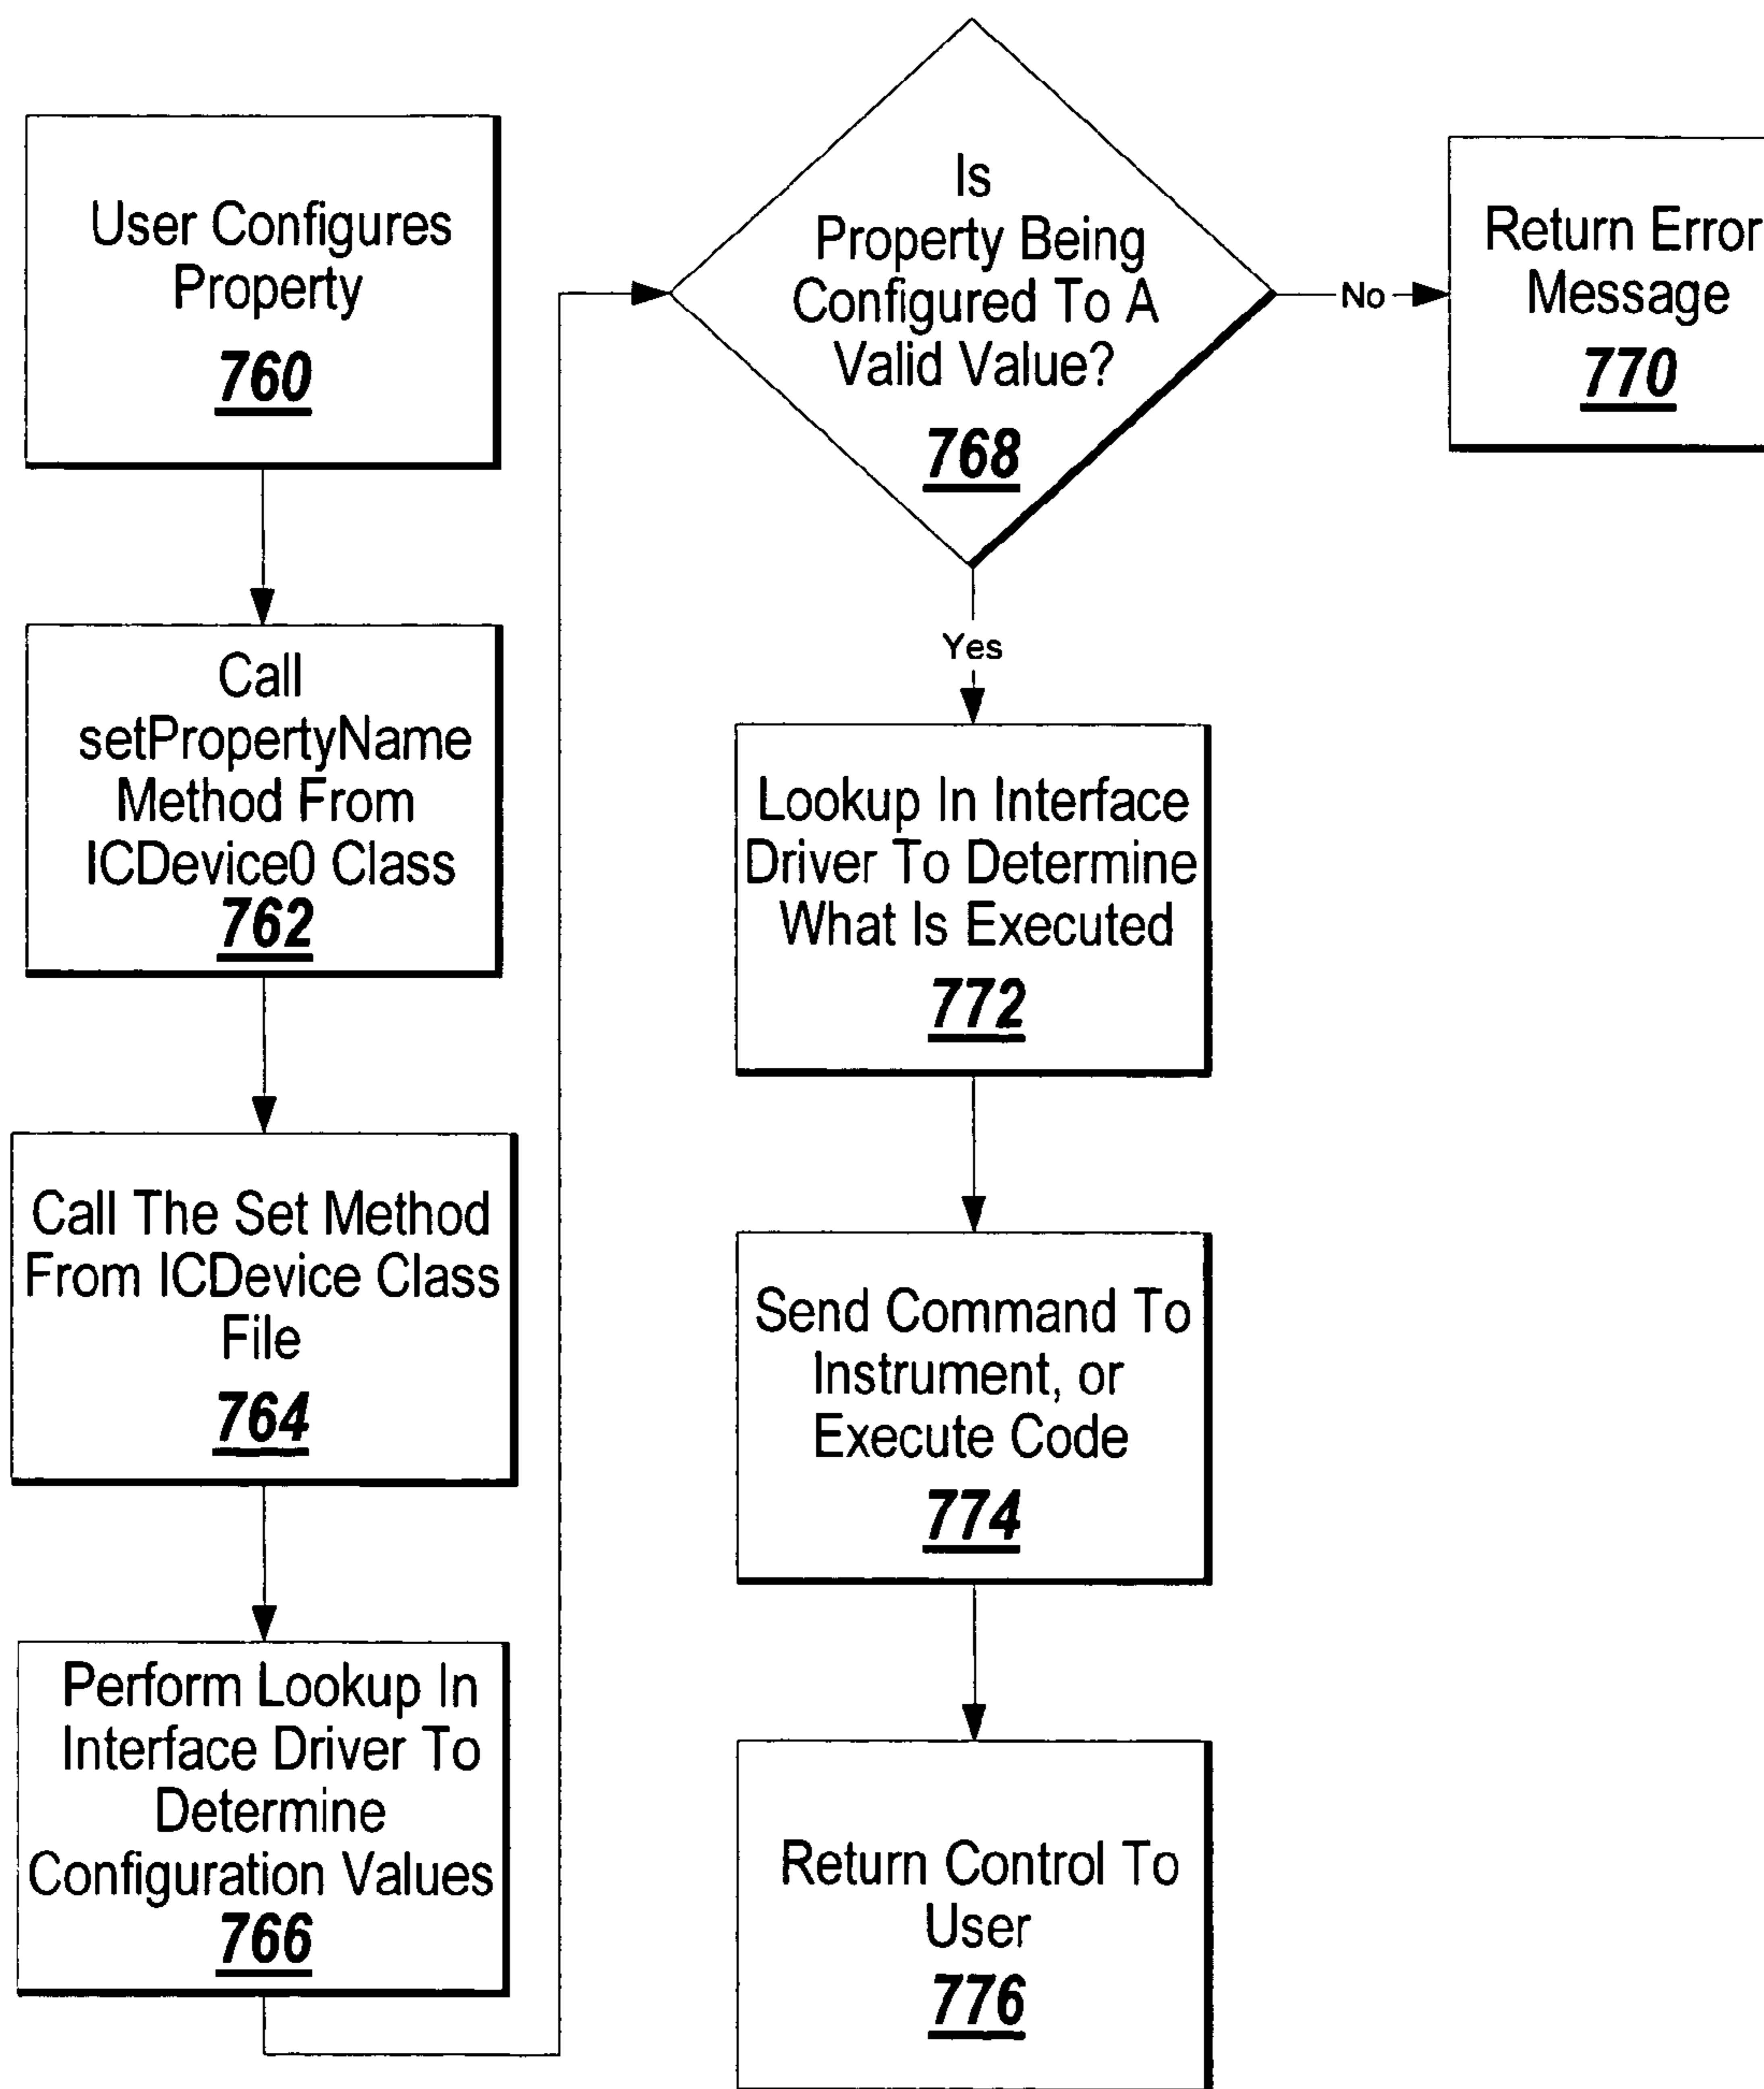 User Configures
Property
760
Call
setPropertyName
Method From
ICDevice0 Class
762
Call The Set Method
From ICDevice Class
File
764
Perform Lookup In
Interface Driver To
Determine
Configuration Values
766
Is
Property Being
Configured To A
Valid Value?
768
No
Return Error
Message
770
Yes
Lookup In Interface
Driver To Determine
What Is Executed
772
Send Command To
Instrument, or
Execute Code
774
Return Control To
User
776